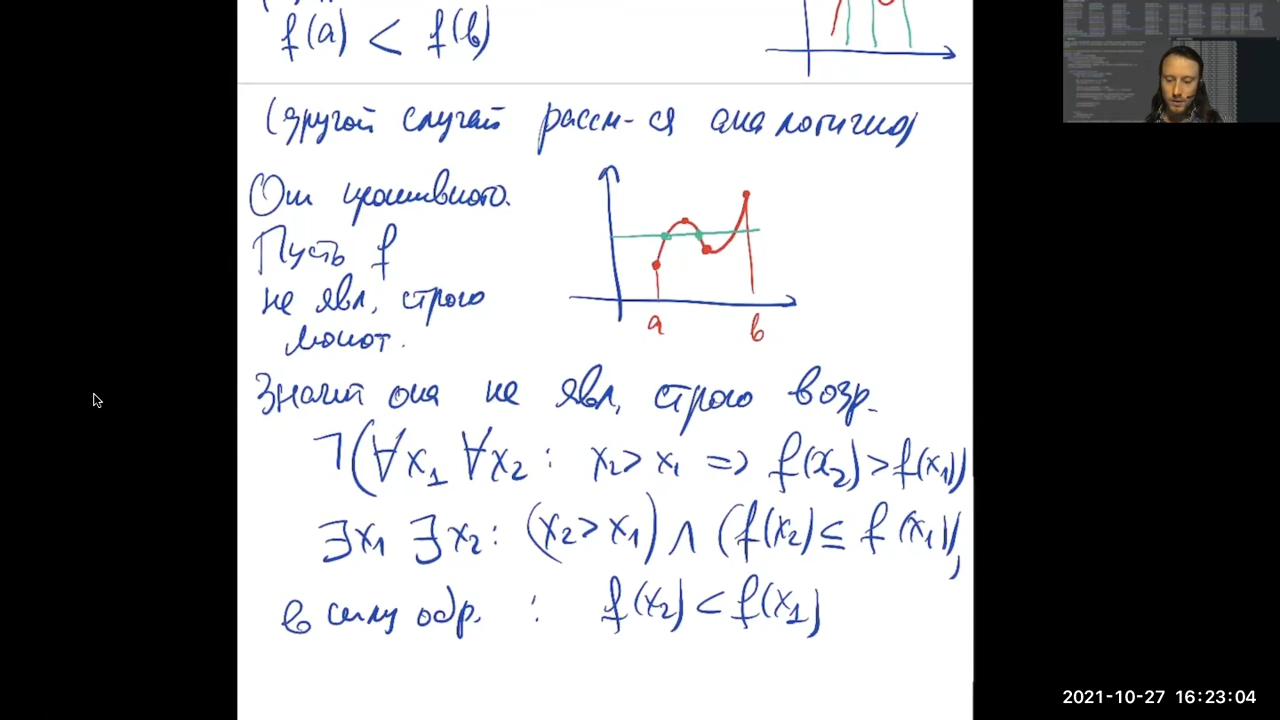 f(a) < f(b)
(другой случай рассм-ся аналогично)
От противного.
Пусть f
не явл. строго
монот.
a b
Значит она не явл. строго возр.
¬(∀x₁ ∀x₂ : x₂ > x₁ => f(x₂) > f(x₁))
∃x₁ ∃x₂ : (x₂ > x₁) ∧ (f(x₂) ≤ f(x₁)),
в силу обр. : f(x₂) < f(x₁)
2021-10-27 16:23:04